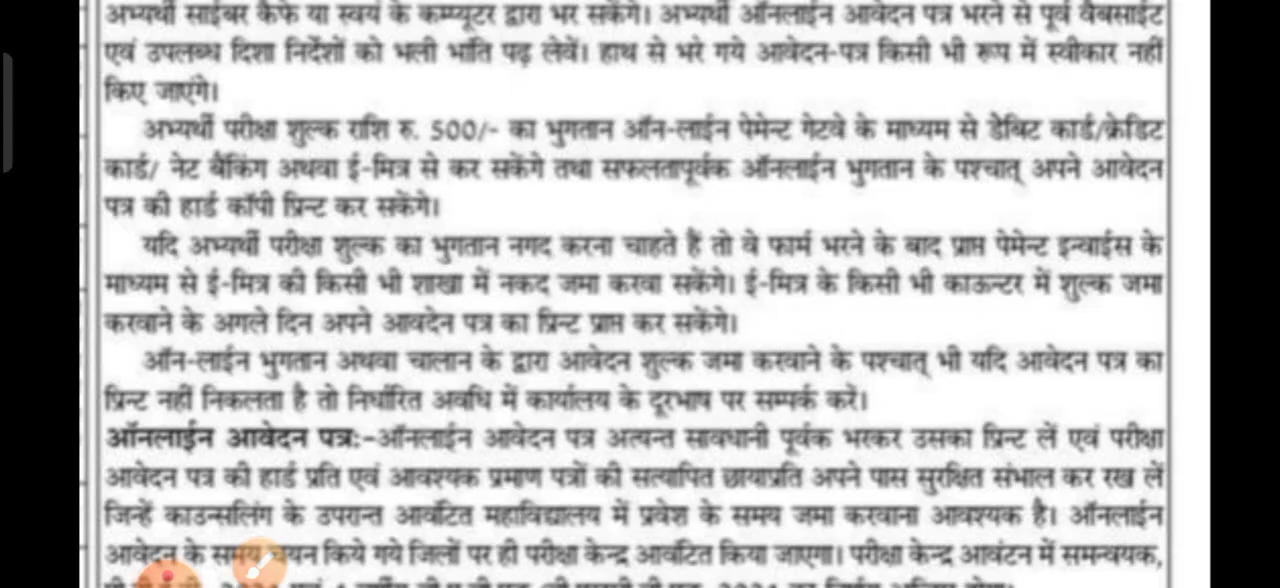 अभ्यर्थी साईबर कैफे या स्वयं के कम्प्यूटर द्वारा भर सकेंगे। अभ्यर्थी ऑनलाईन आवेदन पत्र भरने से पूर्व वैबसाईट
एवं उपलब्ध दिशा निर्देशों को भली भांति पढ़ लेवें। हाथ से भरे गये आवेदन-पत्र किसी भी रूप में स्वीकार नहीं
किए जाएंगे।
अभ्यर्थी परीक्षा शुल्क राशि रु. 500/- का भुगतान ऑन-लाईन पेमेन्ट गेटवे के माध्यम से डेबिट कार्ड/क्रेडिट
कार्ड/ नेट बैंकिंग अथवा ई-मित्र से कर सकेंगे तथा सफलतापूर्वक ऑनलाईन भुगतान के पश्चात् अपने आवेदन
पत्र की हार्ड कॉपी प्रिन्ट कर सकेंगे।
यदि अभ्यर्थी परीक्षा शुल्क का भुगतान नगद करना चाहते हैं तो वे फार्म भरने के बाद प्राप्त पेमेन्ट इन्वाईस के
माध्यम से ई-मित्र की किसी भी शाखा में नकद जमा करवा सकेंगे। ई-मित्र के किसी भी काऊन्टर में शुल्क जमा
करवाने के अगले दिन अपने आवदेन पत्र का प्रिन्ट प्राप्त कर सकेंगे।
ऑन-लाईन भुगतान अथवा चालान के द्वारा आवेदन शुल्क जमा करवाने के पश्चात् भी यदि आवेदन पत्र का
प्रिन्ट नहीं निकलता है तो निर्धारित अवधि में कार्यालय के दूरभाष पर सम्पर्क करें।
ऑनलाईन आवेदन पत्र:-ऑनलाईन आवेदन पत्र अत्यन्त सावधानी पूर्वक भरकर उसका प्रिन्ट लें एवं परीक्षा
आवेदन पत्र की हार्ड प्रति एवं आवश्यक प्रमाण पत्रों की सत्यापित छायाप्रति अपने पास सुरक्षित संभाल कर रख लें
जिन्हें काउन्सलिंग के उपरान्त आवंटित महाविद्यालय में प्रवेश के समय जमा करवाना आवश्यक है। ऑनलाईन
आवेदन के समय चयन किये गये जिलों पर ही परीक्षा केन्द्र आवंटित किया जाएगा। परीक्षा केन्द्र आवंटन में समन्वयक,